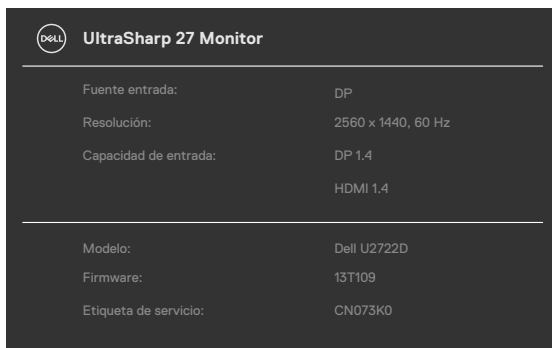 DELL UltraSharp 27 Monitor
Fuente entrada: DP
Resolución: 2560 x 1440, 60 Hz
Capacidad de entrada: DP 1.4
HDMI 1.4
Modelo: Dell U2722D
Firmware: 13T109
Etiqueta de servicio: CN073K0